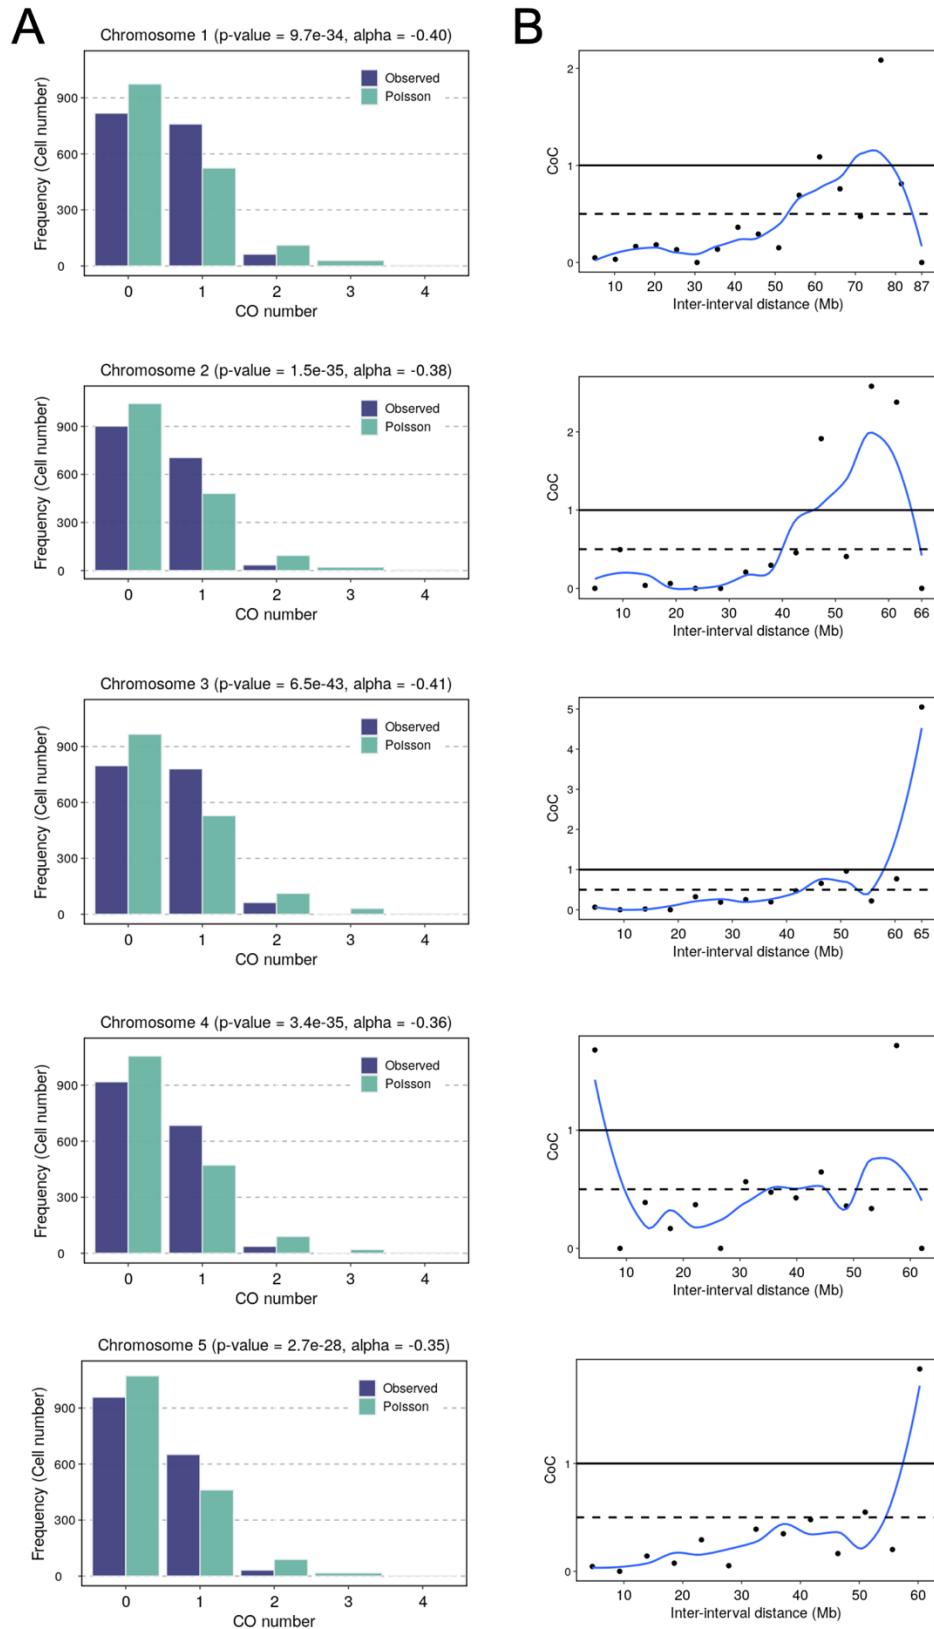 A
B
Chromosome 1 (p-value = 9.7e-34, alpha = -0.40)
Frequency (Cell number)
900
600
300
0
Observed
Poisson
0 1 2 3 4
CO number
CoC
2
1
0
10 20 30 40 50 60 70 80 87
Inter-interval distance (Mb)
Chromosome 2 (p-value = 1.5e-35, alpha = -0.38)
Frequency (Cell number)
900
600
300
0
Observed
Poisson
0 1 2 3 4
CO number
CoC
2
1
0
10 20 30 40 50 60 66
Inter-interval distance (Mb)
Chromosome 3 (p-value = 6.5e-43, alpha = -0.41)
Frequency (Cell number)
900
600
300
0
Observed
Poisson
0 1 2 3 4
CO number
CoC
5
4
3
2
1
0
10 20 30 40 50 60 65
Inter-interval distance (Mb)
Chromosome 4 (p-value = 3.4e-35, alpha = -0.36)
Frequency (Cell number)
900
600
300
0
Observed
Poisson
0 1 2 3 4
CO number
CoC
1
0
10 20 30 40 50 60
Inter-interval distance (Mb)
Chromosome 5 (p-value = 2.7e-28, alpha = -0.35)
Frequency (Cell number)
900
600
300
0
Observed
Poisson
0 1 2 3 4
CO number
CoC
1
0
10 20 30 40 50 60
Inter-interval distance (Mb)